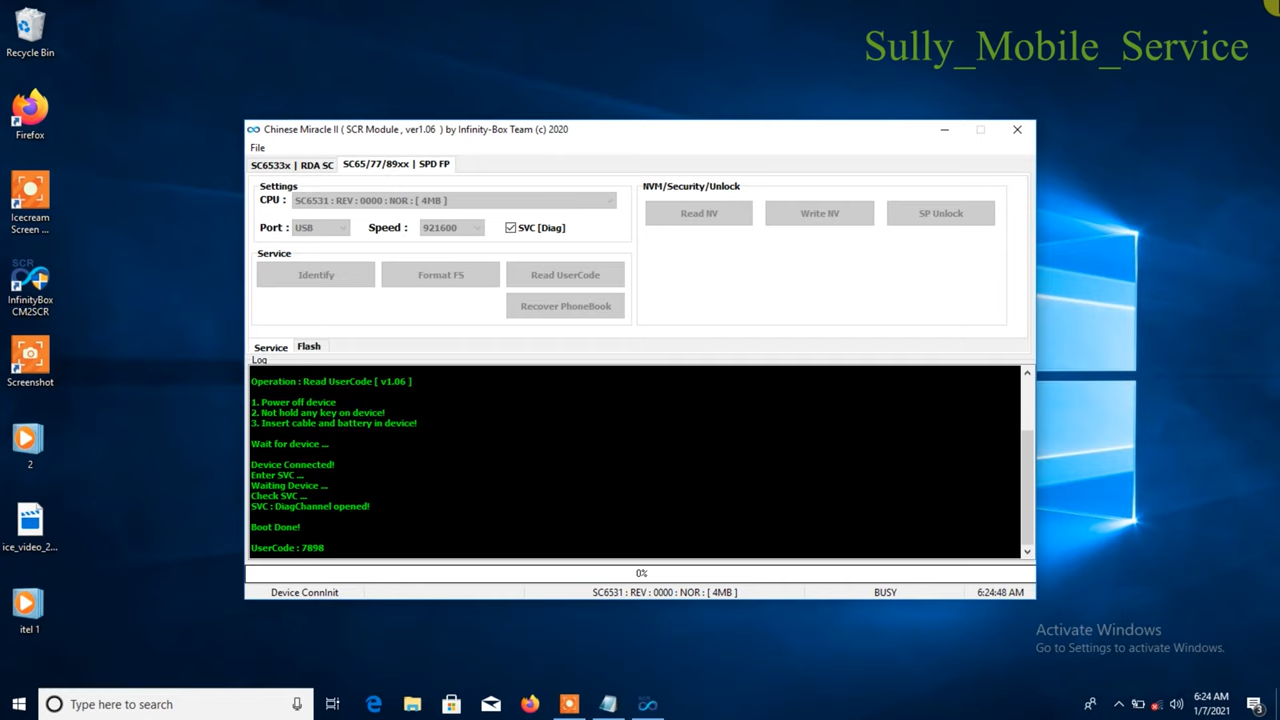 Sully_Mobile_Service
Recycle Bin
Firefox
Icecream
Screen ...
SCR
InfinityBox
CM2SCR
Screenshot
2
ice_video_2...
itel 1
Chinese Miracle II ( SCR Module , ver1.06 ) by Infinity-Box Team (c) 2020
File
SC6533x | RDA SC
SC65/77/89xx | SPD FP
Settings
CPU :
SC6531 : REV : 0000 : NOR : [ 4MB ]
Port :
USB
Speed :
921600
SVC [Diag]
Service
Identify
Format FS
Read UserCode
Recover PhoneBook
NVM/Security/Unlock
Read NV
Write NV
SP Unlock
Service
Flash
Log
Operation : Read UserCode [ v1.06 ]
1. Power off device
2. Not hold any key on device!
3. Insert cable and battery in device!
Wait for device ...
Device Connected!
Enter SVC ...
Waiting Device ...
Check SVC ...
SVC : DiagChannel opened!
Boot Done!
UserCode : 7898
0%
Device ConnInit
SC6531 : REV : 0000 : NOR : [ 4MB ]
BUSY
6:24:48 AM
Activate Windows
Go to Settings to activate Windows.
Type here to search
6:24 AM
1/7/2021
3